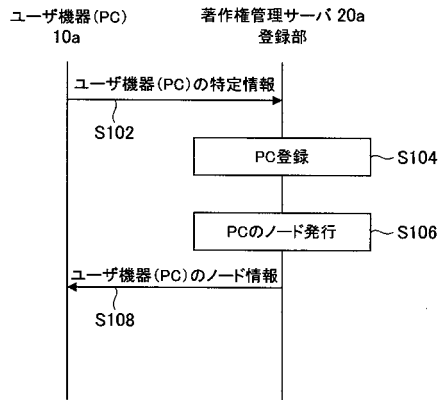 ユーザ機器(PC)
10a
著作権管理サーバ 20a
登録部
ユーザ機器(PC)の特定情報
S102
PC登録
S104
PCのノード発行
S106
ユーザ機器(PC)のノード情報
S108